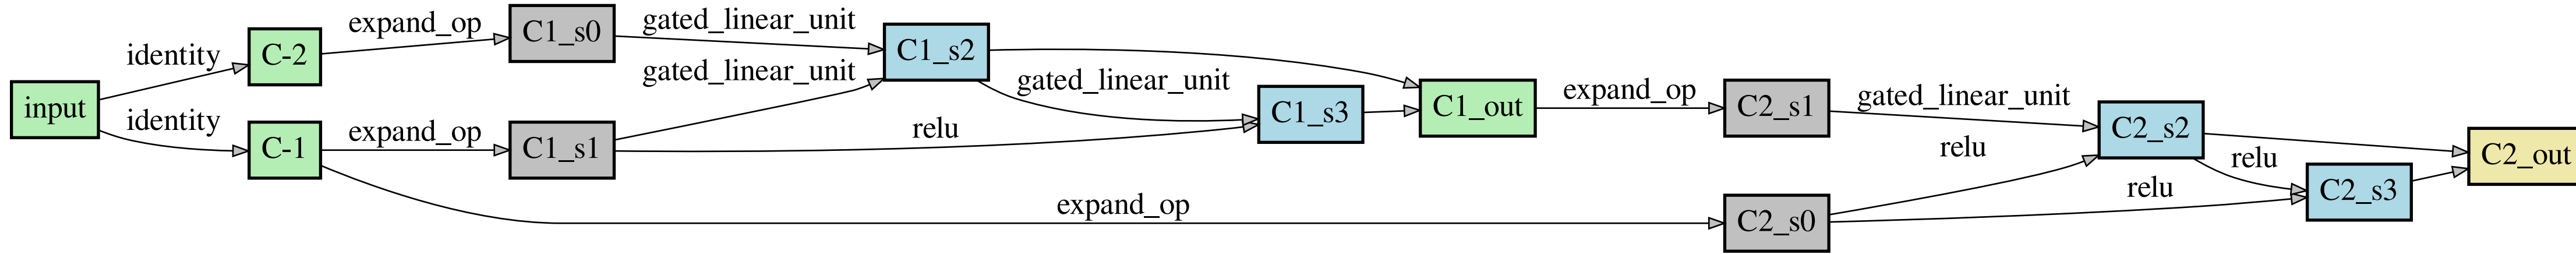 input
identity
identity
C-2
C-1
expand_op
expand_op
expand_op
C1_s0
C1_s1
gated_linear_unit
gated_linear_unit
relu
C1_s2
gated_linear_unit
C1_s3
C1_out
expand_op
C2_s1
C2_s0
gated_linear_unit
relu
C2_s2
relu
relu
C2_s3
C2_out